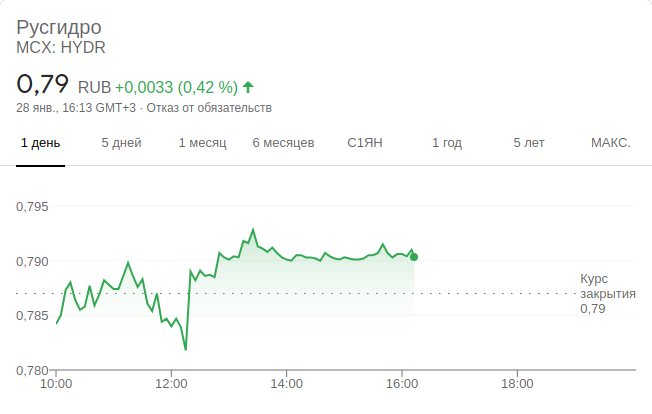 Русгидро
MCX: HYDR
0,79 RUB +0,0033 (0,42 %)
28 янв., 16:13 GMT+3 · Отказ от обязательств
1 день 5 дней 1 месяц 6 месяцев С1ЯН 1 год 5 лет МАКС.
0,795
0,790
Курс
закрытия
0,79
0,785
0,780
10:00 12:00 14:00 16:00 18:00